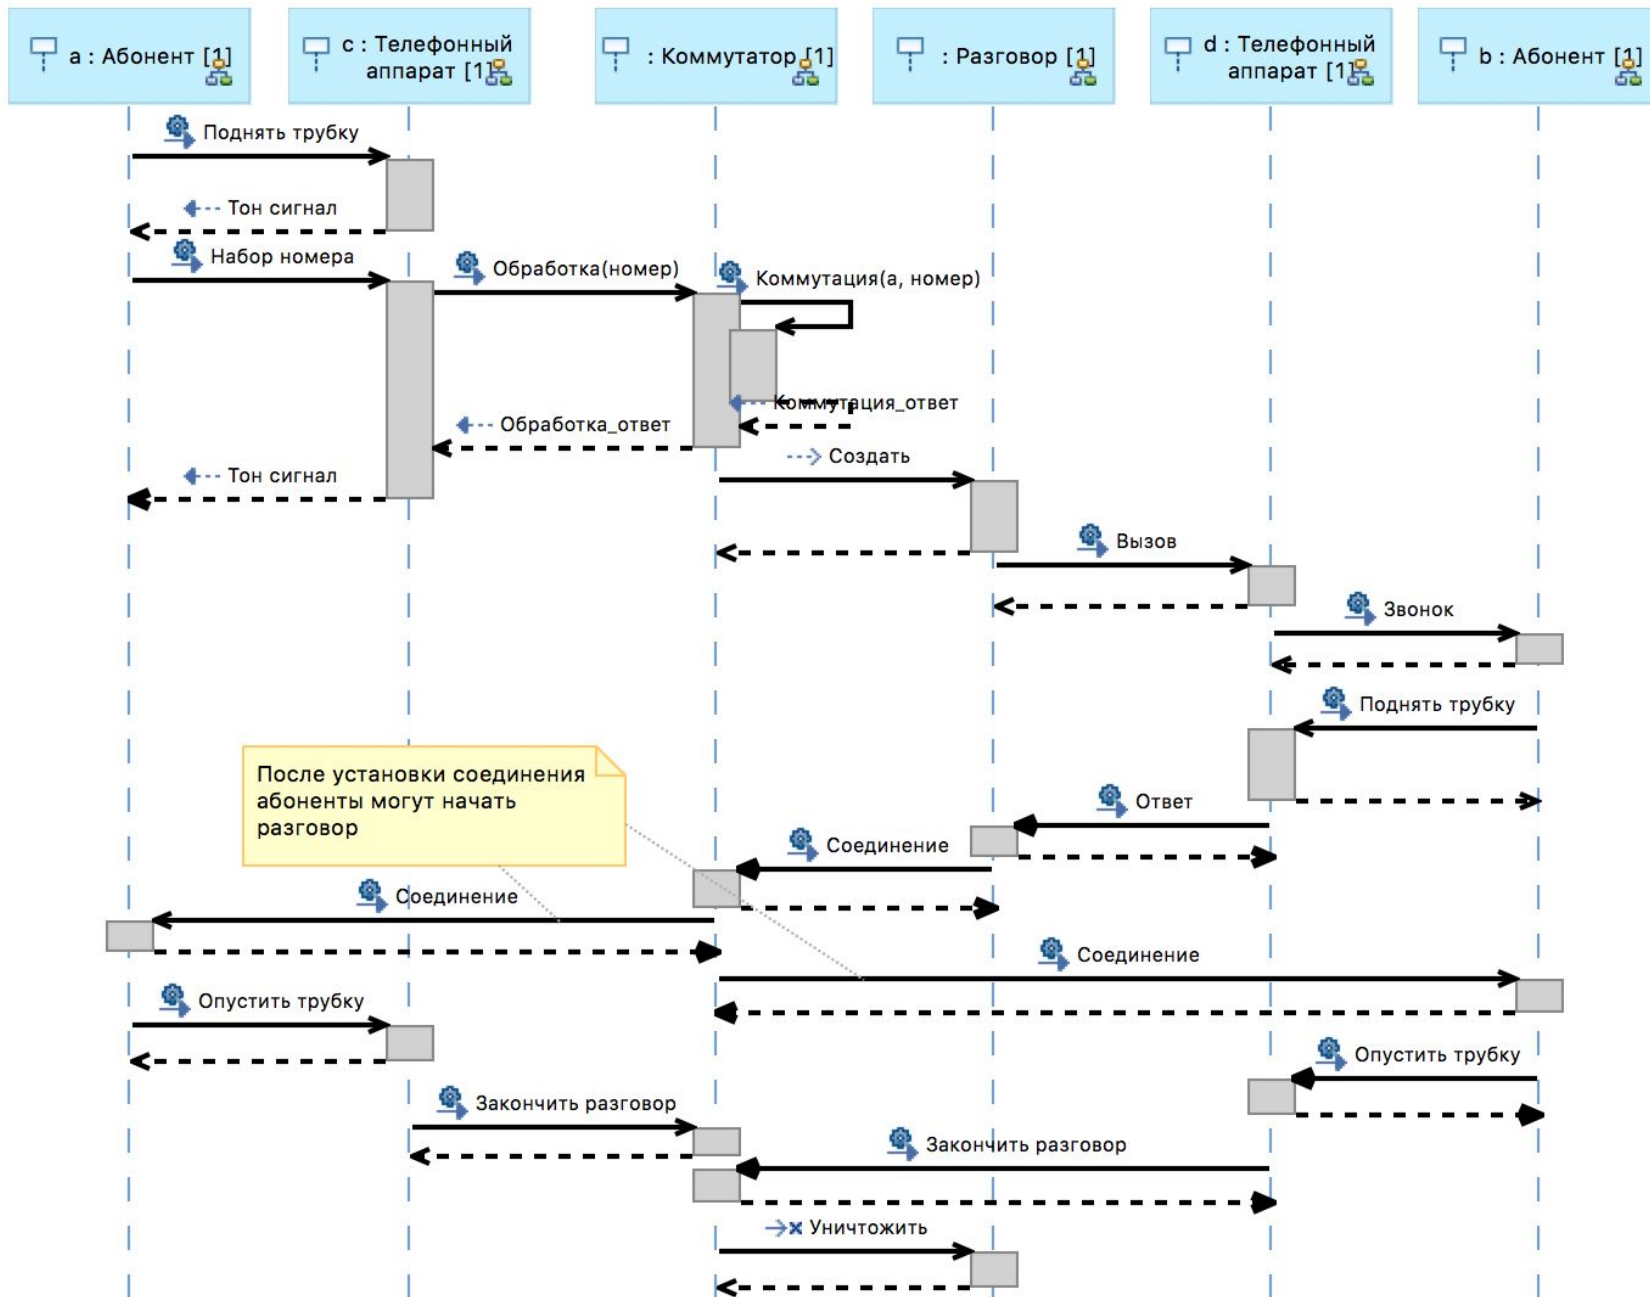 a : Абонент [1]
c : Телефонный
аппарат [1]
: Коммутатор [1]
: Разговор [1]
d : Телефонный
аппарат [1]
b : Абонент [1]
Поднять трубку
Тон сигнал
Набор номера
Обработка(номер)
Коммутация(a, номер)
Коммутация_ответ
Обработка_ответ
Создать
Тон сигнал
Вызов
Звонок
Поднять трубку
После установки соединения
абоненты могут начать
разговор
Ответ
Соединение
Соединение
Соединение
Опустить трубку
Опустить трубку
Закончить разговор
Закончить разговор
Уничтожить